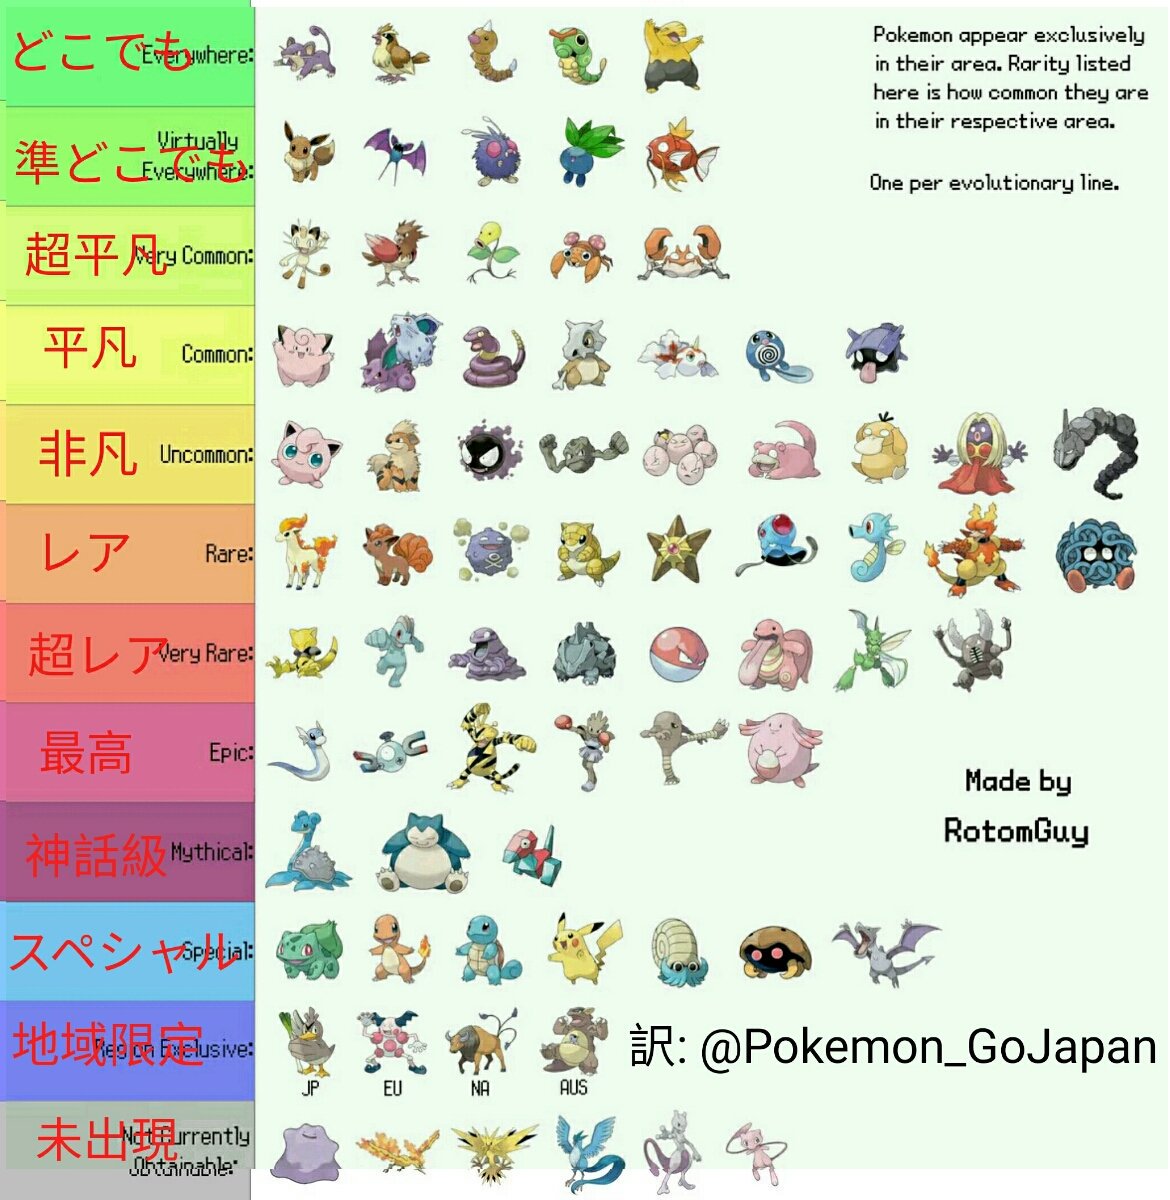 どこでも
Everywhere:
Pokemon appear exclusively
in their area. Rarity listed
here is how common they are
in their respective area.
One per evolutionary line.
準どこでも
Virtually
Everywhere:
超平凡
Very Common:
平凡
Common:
非凡
Uncommon:
レア
Rare:
超レア
Very Rare:
最高
Epic:
Made by
RotomGuy
神話級
Mythical:
スペシャル
Special:
地域限定
Region Exclusive:
JP EU NA AUS
訳: @Pokemon_GoJapan
未出現
Not Currently
Obtainable: